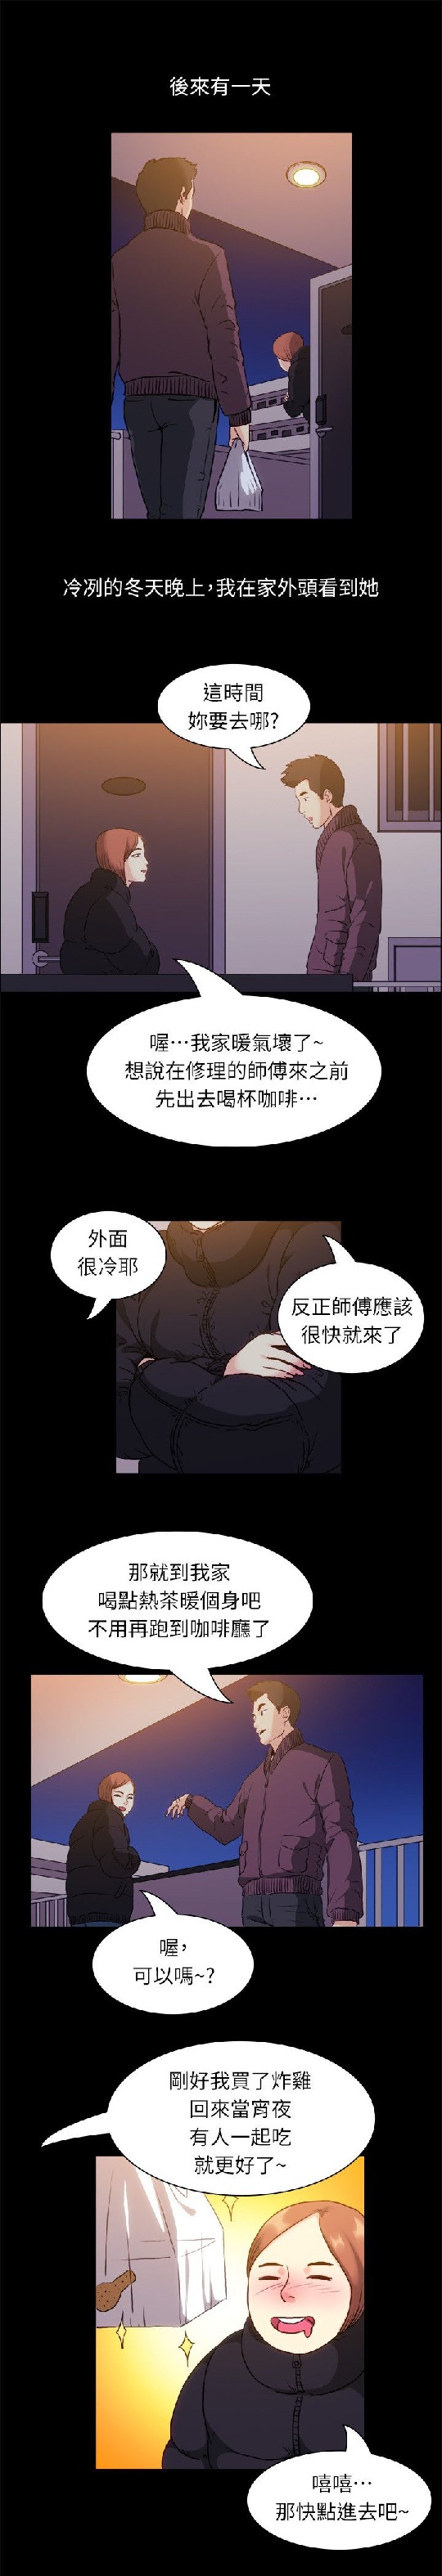 後來有一天
冷冽的冬天晚上，我在家外頭看到她
這時間
妳要去哪?
喔…我家暖氣壞了~
想說在修理的師傅來之前
先出去喝杯咖啡…
外面
很冷耶
反正師傅應該
很快就來了
那就到我家
喝點熱茶暖個身吧
不用再跑到咖啡廳了
喔，
可以嗎~?
剛好我買了炸雞
回來當宵夜
有人一起吃
就更好了~
嘻嘻…
那快點進去吧~